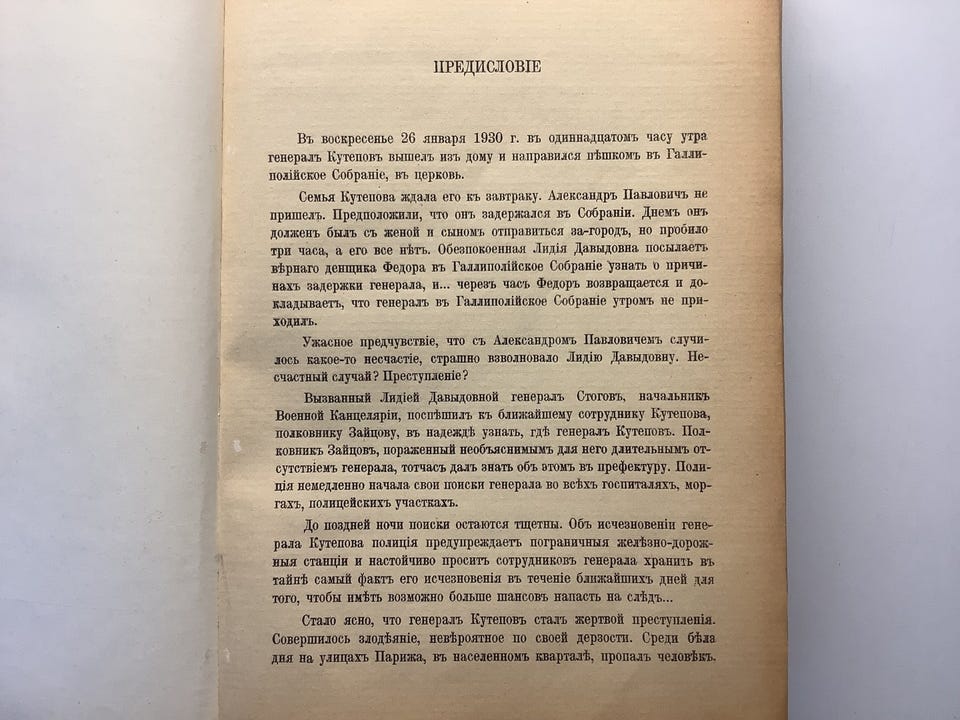 ПРЕДИСЛОВІЕ
Въ воскресенье 26 января 1930 г. въ одиннадцатом часу утра
генералъ Кутеповъ вышелъ изъ дому и направился пѣшкомъ въ Галли-
полійское Собраніе, въ церковь.
Семья Кутепова ждала его къ завтраку. Александръ Павловичъ не
пришелъ. Предположили, что онъ задержался въ Собраніи. Днемъ онъ
долженъ былъ съ женой и сыномъ отправиться за-городъ, но пробило
три часа, а его все нѣтъ. Обезпокоенная Лидія Давыдовна посылаетъ
вѣрнаго денщика Федора въ Галлиполійское Собраніе узнать о причи-
нахъ задержки генерала, и... черезъ часъ Федоръ возвращается и до-
кладываетъ, что генералъ въ Галлиполійское Собраніе утромъ не при-
ходилъ.
Ужасное предчувствіе, что съ Александромъ Павловичемъ случи-
лось какое-то несчастіе, страшно взволновало Лидію Давыдовну. Не-
счастный случай? Преступленіе?
Вызванный Лидіей Давыдовной генералъ Стоговъ, начальникъ
Военной Канцеляріи, поспѣшилъ къ ближайшему сотруднику Кутепова,
полковнику Зайцову, въ надеждѣ узнать, гдѣ генералъ Кутеповъ. Пол-
ковникъ Зайцовъ, пораженный необъяснимымъ для него длительнымъ от-
сутствіемъ генерала, тотчасъ далъ знать объ этомъ въ префектуру. Поли-
ція немедленно начала свои поиски генерала во всѣхъ госпиталяхъ, мор-
гахъ, полицейскихъ участкахъ.
До поздней ночи поиски остаются тщетны. Объ исчезновеніи гене-
рала Кутепова полиція предупреждаетъ пограничныя желѣзно-дорож-
ныя станціи и настойчиво проситъ сотрудниковъ генерала хранить въ
тайнѣ самый фактъ его исчезновенія въ теченіе ближайшихъ дней для
того, чтобы имѣть возможно больше шансовъ напасть на слѣдъ...
Стало ясно, что генералъ Кутеповъ сталъ жертвой преступленія.
Совершилось злодѣяніе, невѣроятное по своей дерзости. Среди бѣла
дня на улицахъ Парижа, въ населенномъ кварталѣ, пропалъ человѣкъ.